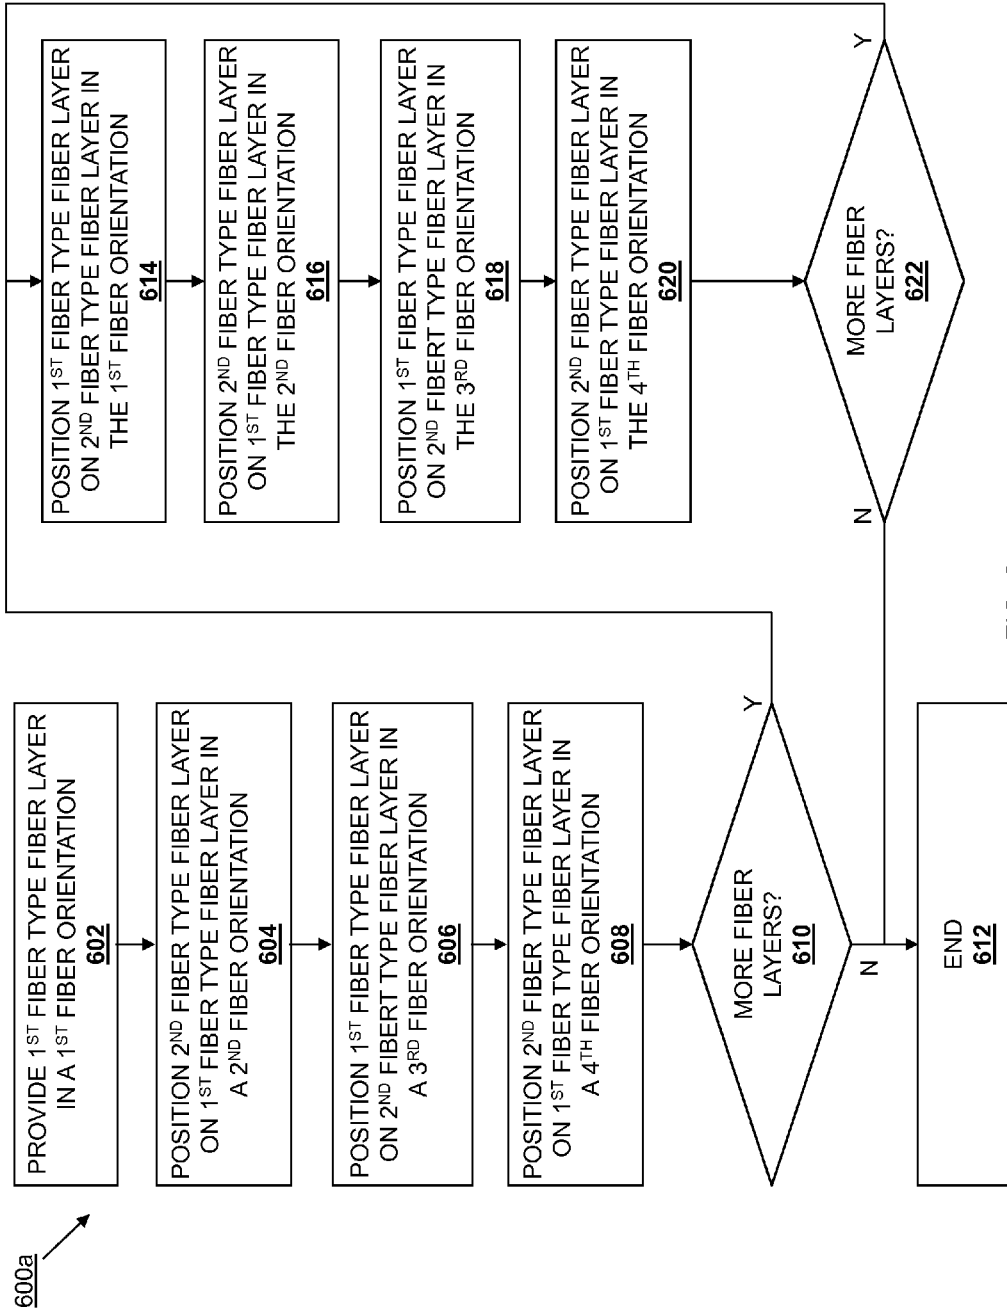 600a
PROVIDE 1ST FIBER TYPE FIBER LAYER
IN A 1ST FIBER ORIENTATION
602
POSITION 2ND FIBER TYPE FIBER LAYER
ON 1ST FIBER TYPE FIBER LAYER IN
A 2ND FIBER ORIENTATION
604
POSITION 1ST FIBER TYPE FIBER LAYER
ON 2ND FIBERT TYPE FIBER LAYER IN
A 3RD FIBER ORIENTATION
606
POSITION 2ND FIBER TYPE FIBER LAYER
ON 1ST FIBER TYPE FIBER LAYER IN
A 4TH FIBER ORIENTATION
608
MORE FIBER
LAYERS?
610
Y
N
END
612
POSITION 1ST FIBER TYPE FIBER LAYER
ON 2ND FIBER TYPE FIBER LAYER IN
THE 1ST FIBER ORIENTATION
614
POSITION 2ND FIBER TYPE FIBER LAYER
ON 1ST FIBER TYPE FIBER LAYER IN
THE 2ND FIBER ORIENTATION
616
POSITION 1ST FIBER TYPE FIBER LAYER
ON 2ND FIBERT TYPE FIBER LAYER IN
THE 3RD FIBER ORIENTATION
618
POSITION 2ND FIBER TYPE FIBER LAYER
ON 1ST FIBER TYPE FIBER LAYER IN
THE 4TH FIBER ORIENTATION
620
MORE FIBER
LAYERS?
622
N
Y